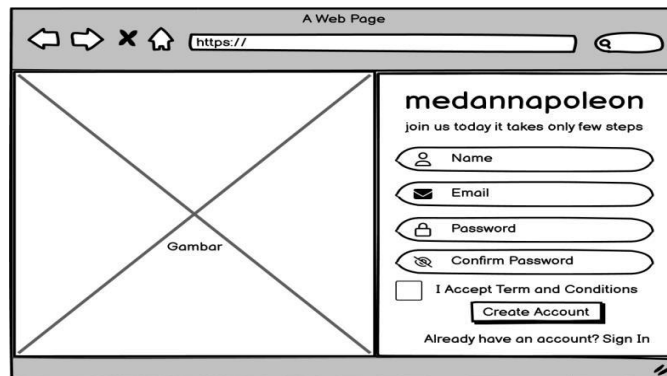 A Web Page
https://
Gambar
medannapoleon
join us today it takes only few steps
Name
Email
Password
Confirm Password
I Accept Term and Conditions
Create Account
Already have an account? Sign In